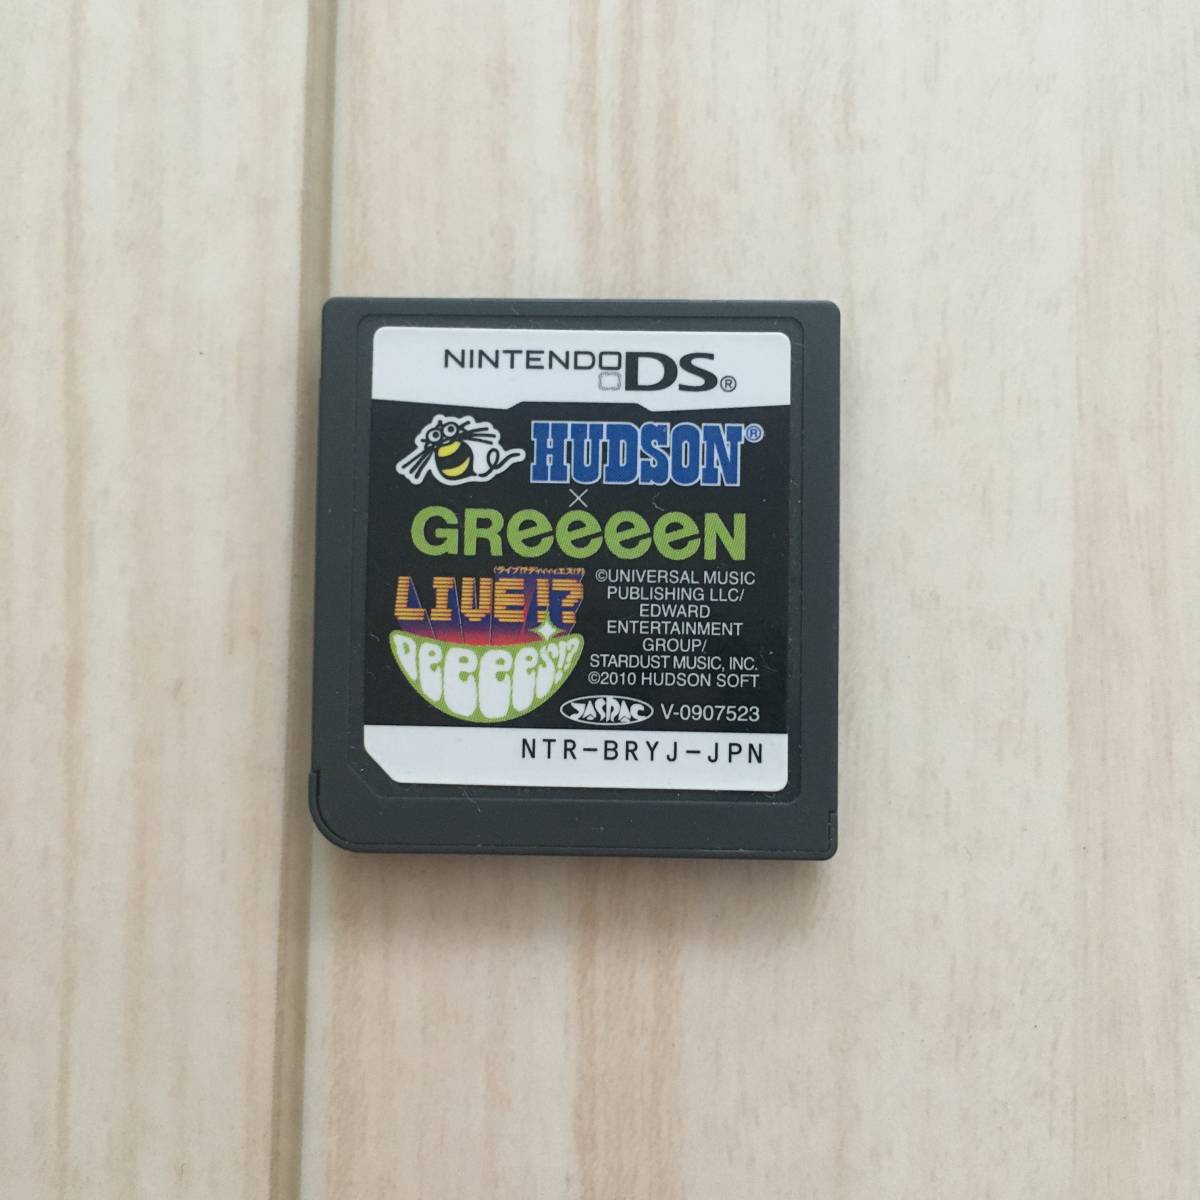 NINTENDO DS®
HUDSON®
×
GReeeeN
(ライブ!?ディィィィエス!?)
LIVE!?
DeeeeS!?
©UNIVERSAL MUSIC
PUBLISHING LLC/
EDWARD
ENTERTAINMENT
GROUP/
STARDUST MUSIC, INC.
©2010 HUDSON SOFT
JASRAC V-0907523
NTR-BRYJ-JPN